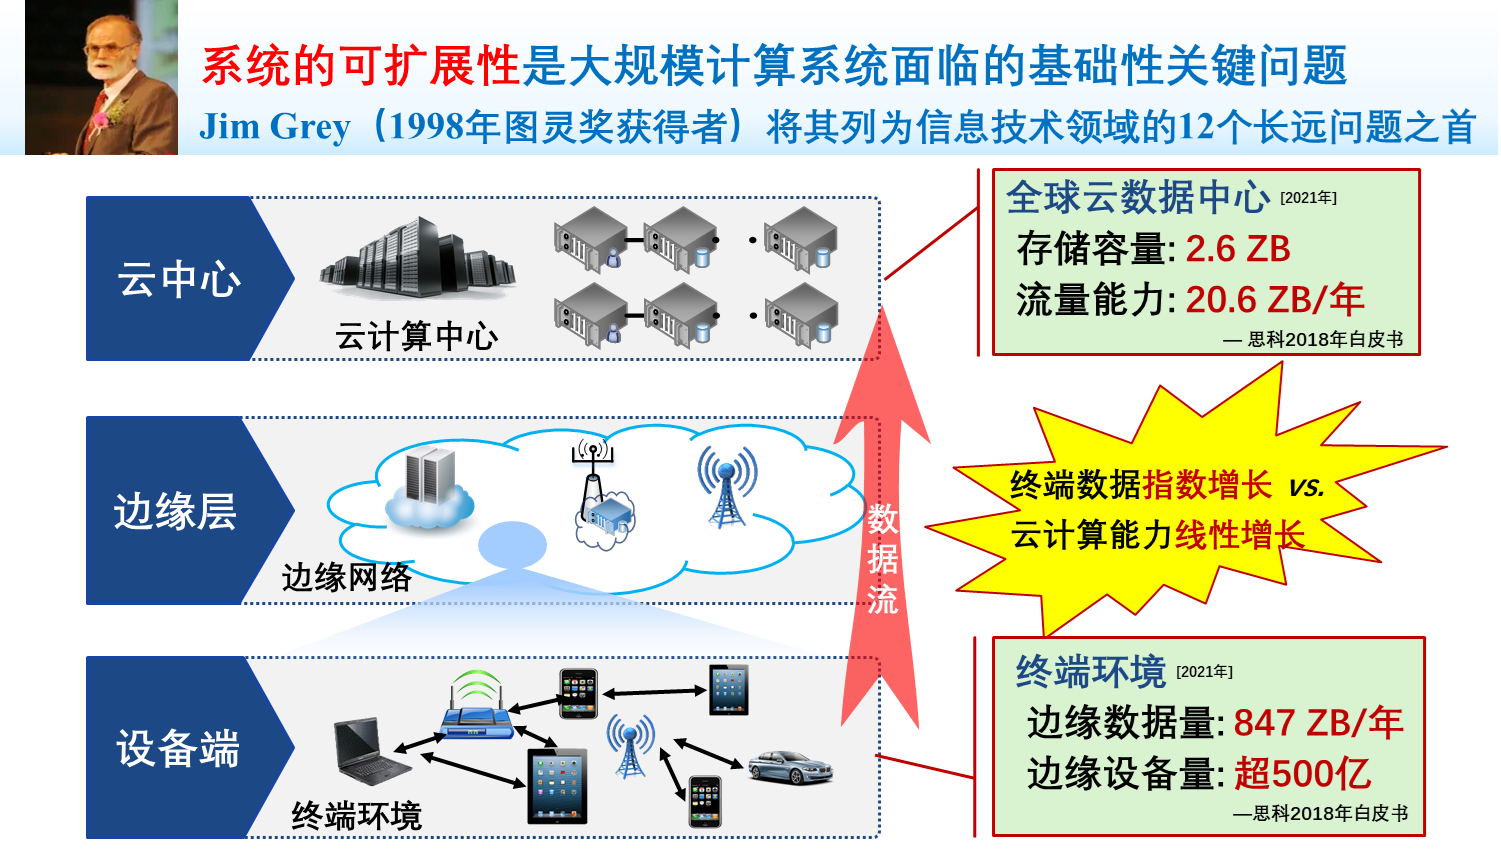 系统的可扩展性是大规模计算系统面临的基础性关键问题
Jim Grey（1998年图灵奖获得者）将其列为信息技术领域的12个长远问题之首
云中心
云计算中心
全球云数据中心 [2021年]
存储容量: 2.6 ZB
流量能力: 20.6 ZB/年
— 思科2018年白皮书
边缘层
边缘网络
数
据
流
终端数据指数增长 VS.
云计算能力线性增长
设备端
终端环境
终端环境 [2021年]
边缘数据量: 847 ZB/年
边缘设备量: 超500亿
—思科2018年白皮书